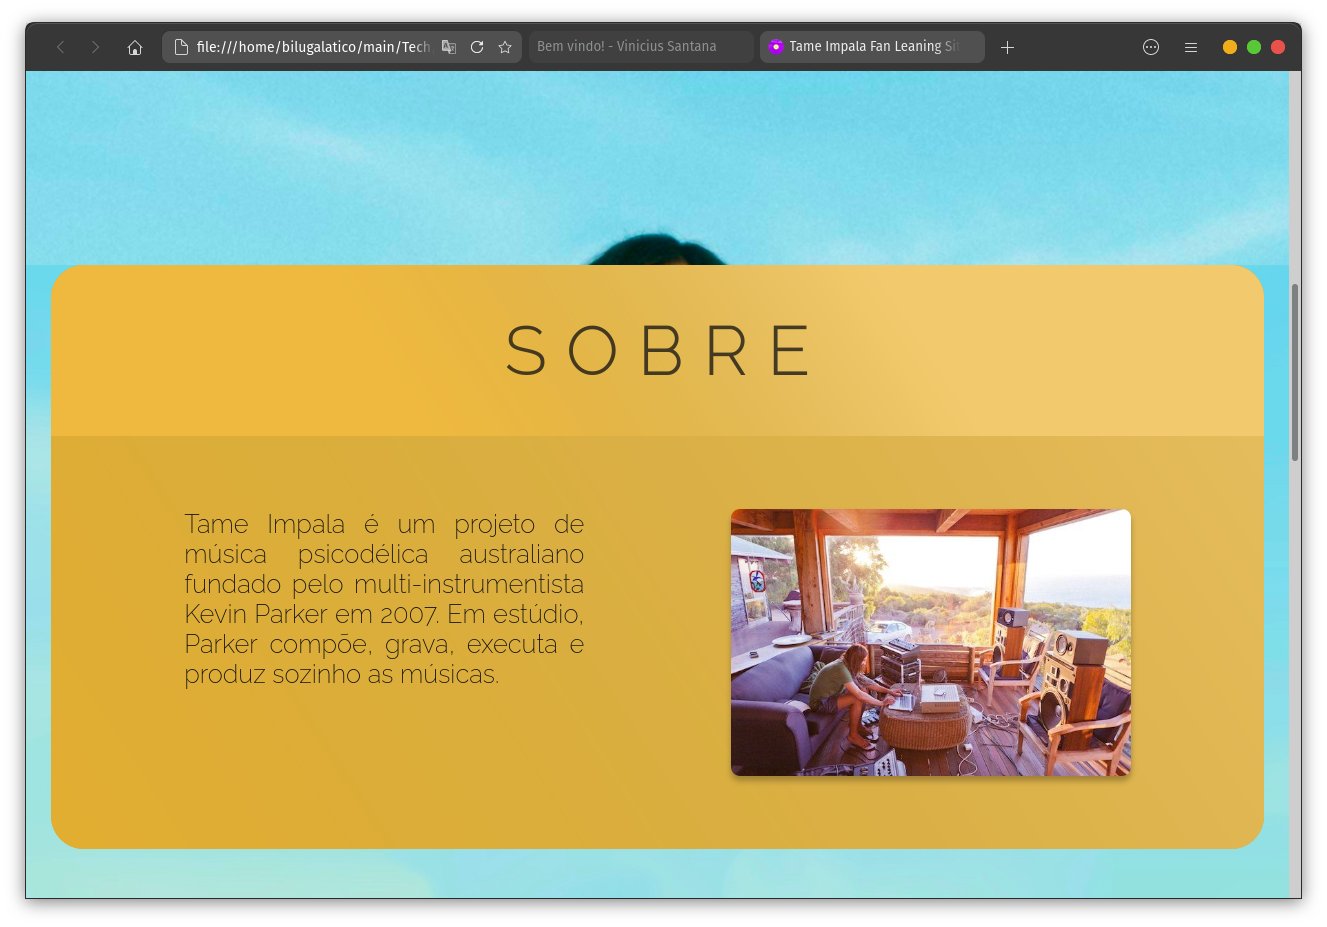 file:///home/bilugalatico/main/Tech
Bem vindo! - Vinicius Santana
Tame Impala Fan Leaning Si
SOBRE
Tame Impala é um projeto de
música psicodélica australiano
fundado pelo multi-instrumentista
Kevin Parker em 2007. Em estúdio,
Parker compõe, grava, executa e
produz sozinho as músicas.